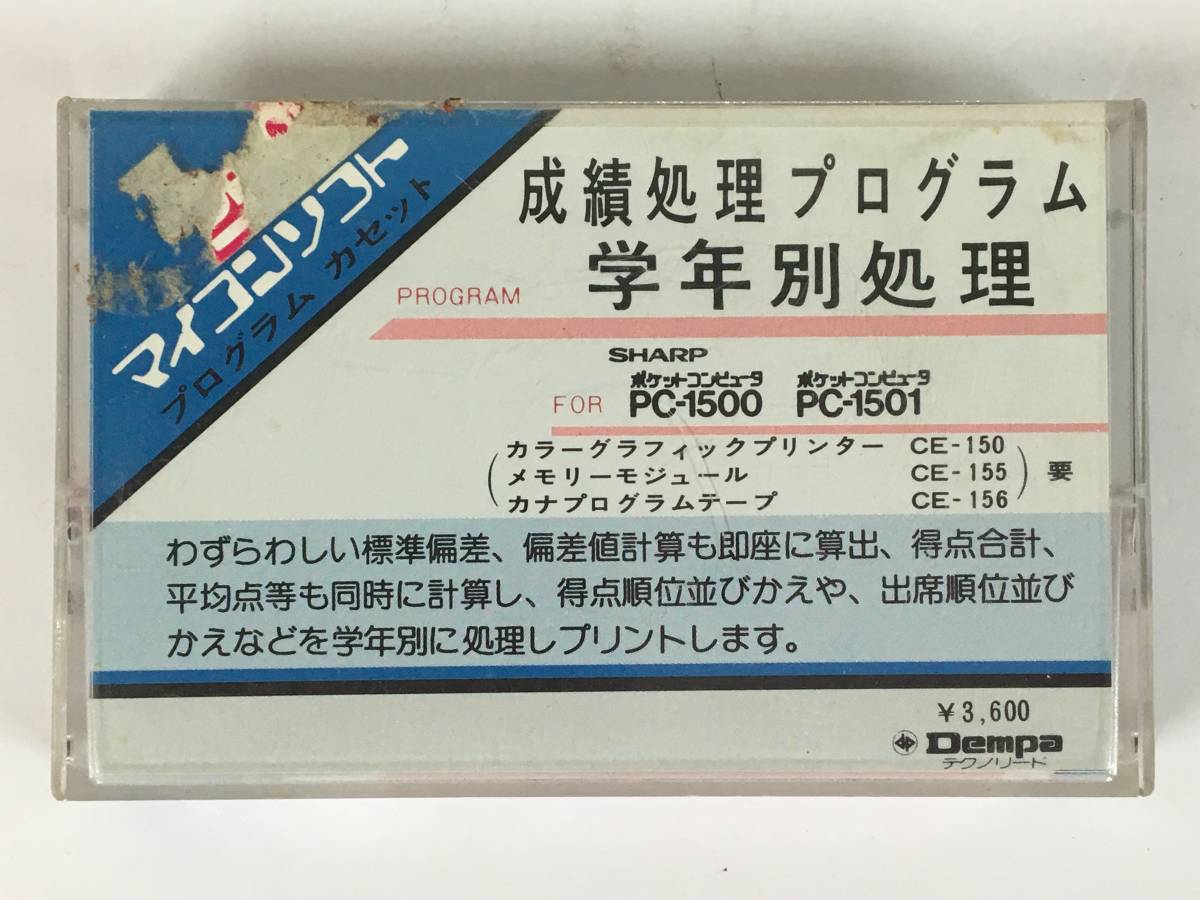 マイコンソフト
プログラム カセット
成績処理プログラム
学年別処理
PROGRAM
SHARP
ポケットコンピュータ ポケットコンピュータ
FOR PC-1500 PC-1501
(カラーグラフィックプリンター CE-150
メモリーモジュール CE-155
カナプログラムテープ CE-156) 要
わずらわしい標準偏差、偏差値計算も即座に算出、得点合計、
平均点等も同時に計算し、得点順位並びかえや、出席順位並び
かえなどを学年別に処理しプリントします。
¥3,600
Dempa
テクノリード